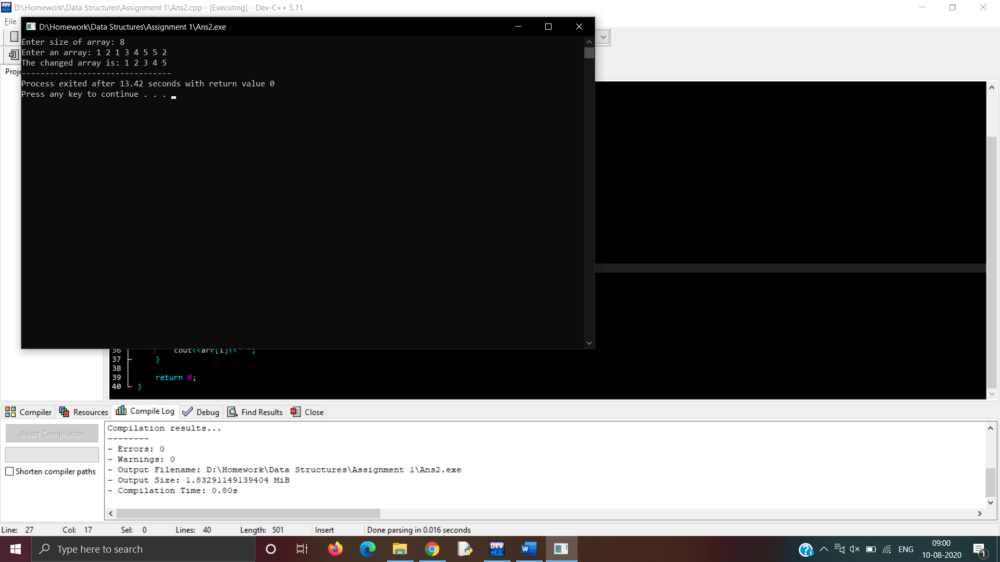 D:\Homework\Data Structures\Assignment 1\Ans2.cpp - [Executing] - Dev-C++ 5.11
File
D:\Homework\Data Structures\Assignment 1\Ans2.exe
Enter size of array: 8
Enter an array: 1 2 1 3 4 5 5 2
The changed array is: 1 2 3 4 5
--------------------------------
Process exited after 13.42 seconds with return value 0
Press any key to continue . . .
Proje
36 cout<<arr[i]<<" ";
37 }
38
39 return 0;
40 }
Compiler Resources Compile Log Debug Find Results Close
Abort Compilation
Shorten compiler paths
Compilation results...
--------
- Errors: 0
- Warnings: 0
- Output Filename: D:\Homework\Data Structures\Assignment 1\Ans2.exe
- Output Size: 1.83291149139404 MiB
- Compilation Time: 0.80s
Line: 27 Col: 17 Sel: 0 Lines: 40 Length: 501 Insert Done parsing in 0.016 seconds
Type here to search
DEV
W
ENG
09:00
10-08-2020
1